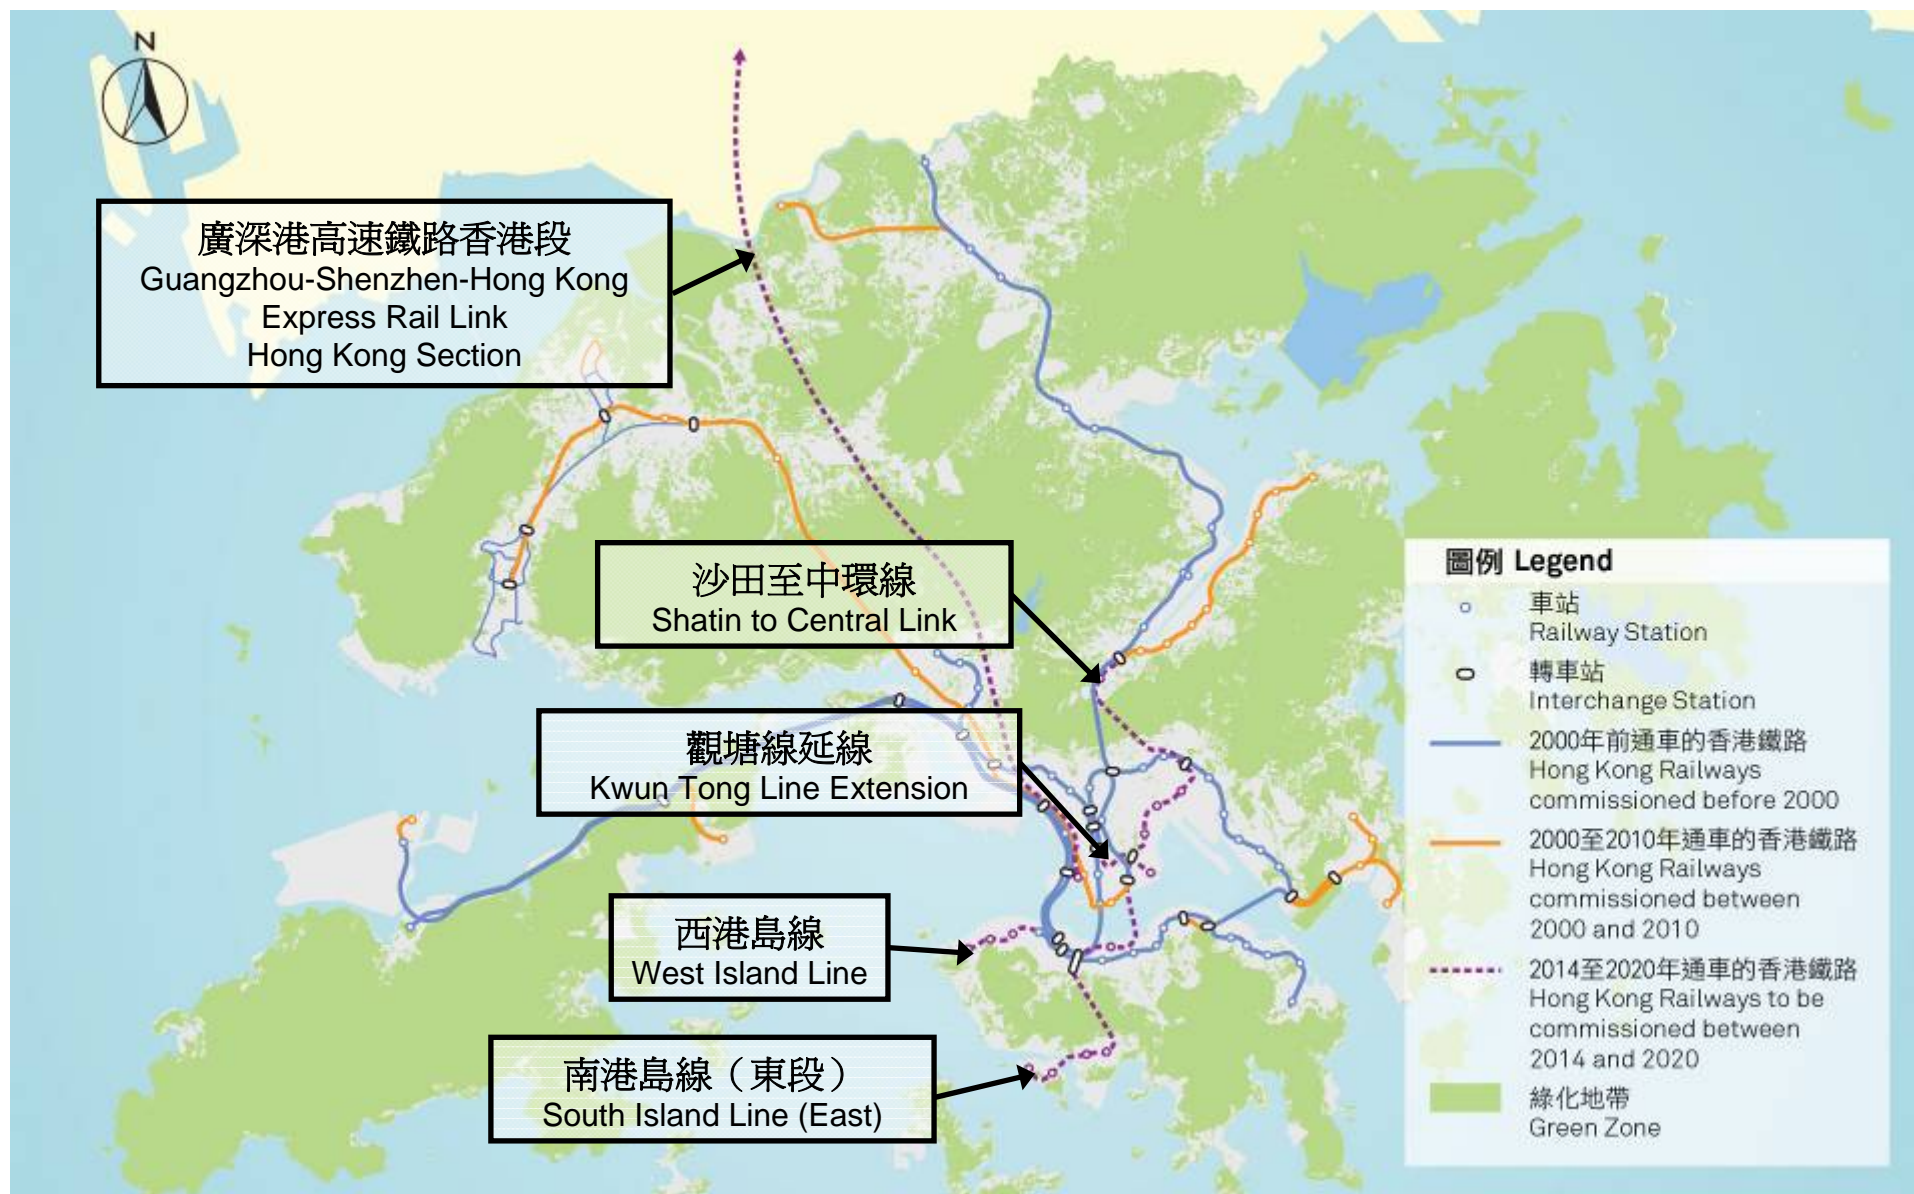 N
廣深港高速鐵路香港段
Guangzhou-Shenzhen-Hong Kong
Express Rail Link
Hong Kong Section
沙田至中環線
Shatin to Central Link
觀塘線延線
Kwun Tong Line Extension
西港島線
West Island Line
南港島線（東段）
South Island Line (East)
圖例 Legend
車站
Railway Station
轉車站
Interchange Station
2000年前通車的香港鐵路
Hong Kong Railways
commissioned before 2000
2000至2010年通車的香港鐵路
Hong Kong Railways
commissioned between
2000 and 2010
2014至2020年通車的香港鐵路
Hong Kong Railways to be
commissioned between
2014 and 2020
綠化地帶
Green Zone